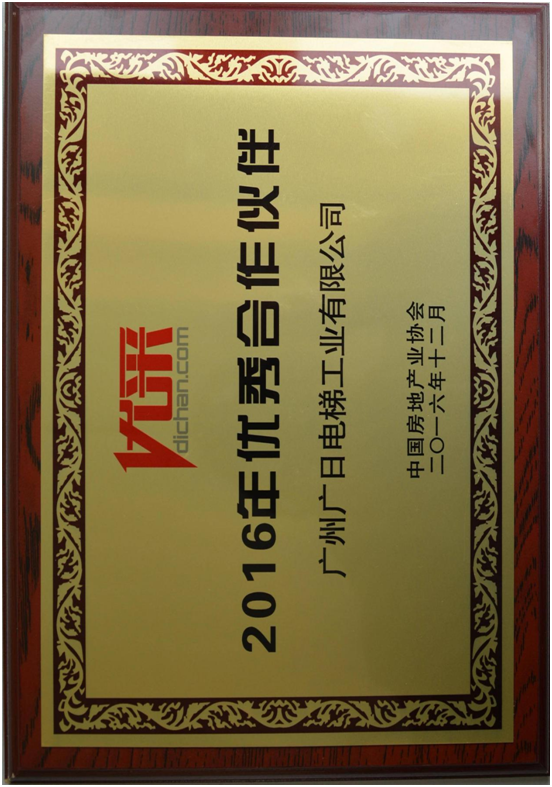 优采
dichan.com
2016年优秀合作伙伴
广州广日电梯工业有限公司
中国房地产业协会
二〇一六年十二月